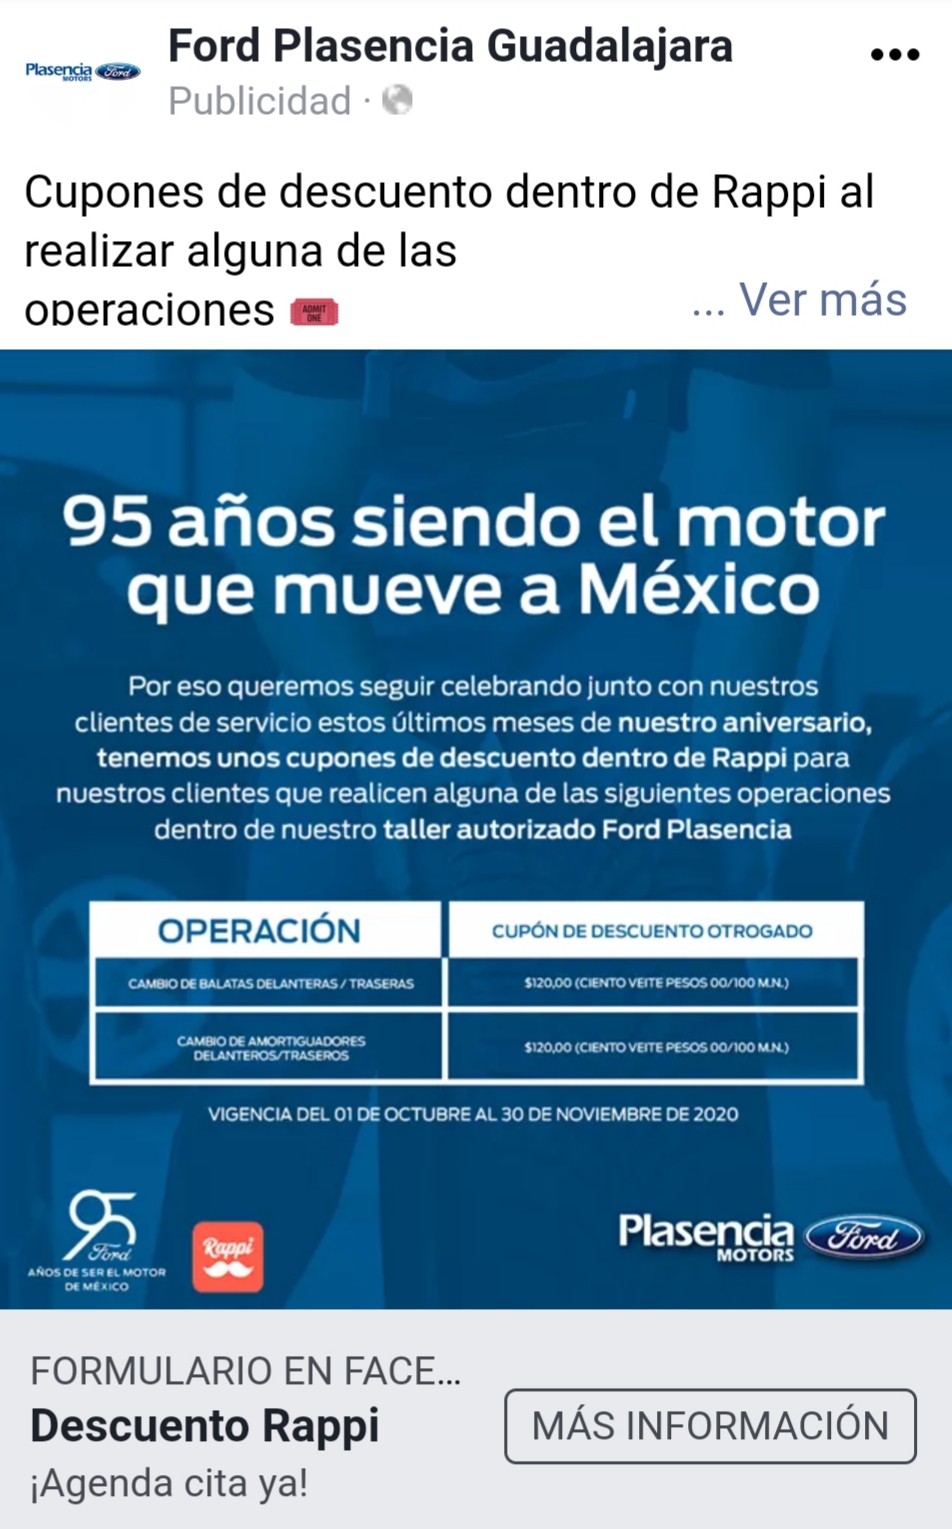 Plasencia Ford
MOTORS
Ford Plasencia Guadalajara
Publicidad ·
Cupones de descuento dentro de Rappi al
realizar alguna de las
operaciones
ADMIT
ONE
... Ver más
95 años siendo el motor
que mueve a México
Por eso queremos seguir celebrando junto con nuestros
clientes de servicio estos últimos meses de nuestro aniversario,
tenemos unos cupones de descuento dentro de Rappi para
nuestros clientes que realicen alguna de las siguientes operaciones
dentro de nuestro taller autorizado Ford Plasencia
OPERACIÓN
CUPÓN DE DESCUENTO OTROGADO
CAMBIO DE BALATAS DELANTERAS / TRASERAS
$120,00 (CIENTO VEITE PESOS 00/100 M.N.)
CAMBIO DE AMORTIGUADORES
DELANTEROS/TRASEROS
$120,00 (CIENTO VEITE PESOS 00/100 M.N.)
VIGENCIA DEL 01 DE OCTUBRE AL 30 DE NOVIEMBRE DE 2020
95
Ford
AÑOS DE SER EL MOTOR
DE MÉXICO
Rappi
Plasencia
MOTORS
Ford
FORMULARIO EN FACE...
Descuento Rappi
¡Agenda cita ya!
MÁS INFORMACIÓN